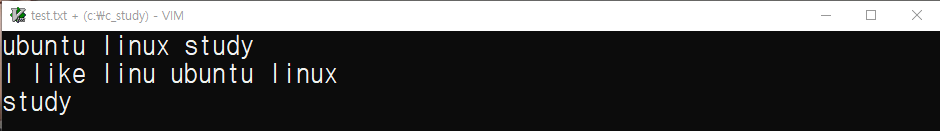 test.txt + (c:₩c_study) - VIM
ubuntu linux study
I like linu ubuntu linux
study